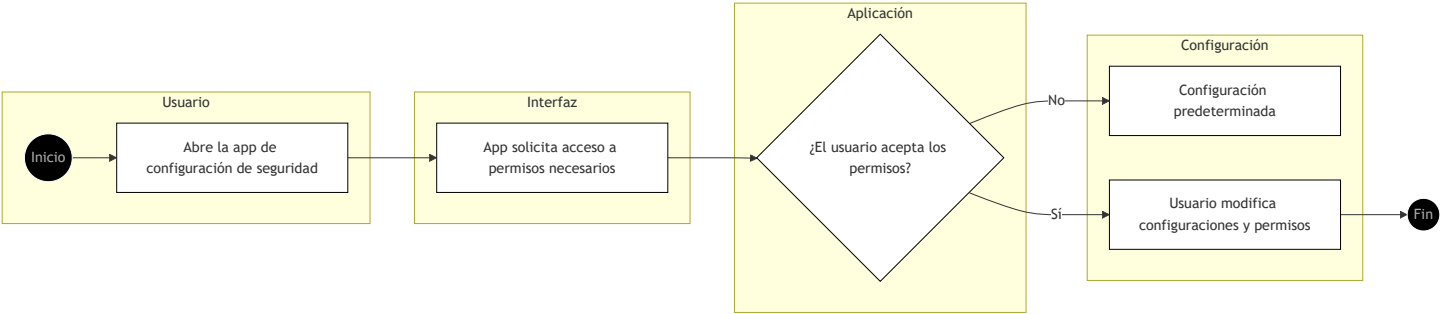 Usuario
Inicio
Abre la app de
configuración de seguridad
Interfaz
App solicita acceso a
permisos necesarios
Aplicación
¿El usuario acepta los
permisos?
No
Sí
Configuración
Configuración
predeterminada
Usuario modifica
configuraciones y permisos
Fin